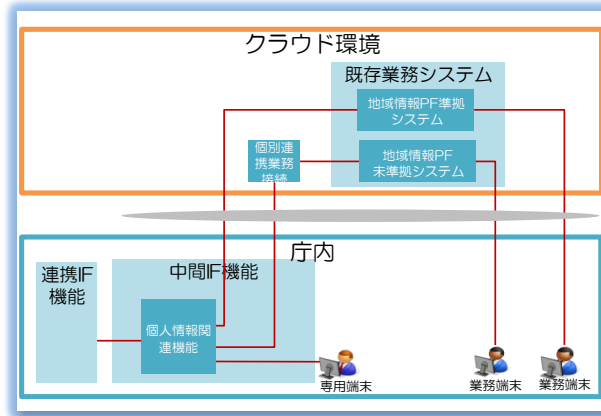 クラウド環境
既存業務システム
地域情報PF準拠
システム
個別連
携業務
接続
地域情報PF
未準拠システム
庁内
連携IF
機能
中間IF機能
個人情報関
連機能
専用端末
業務端末
業務端末